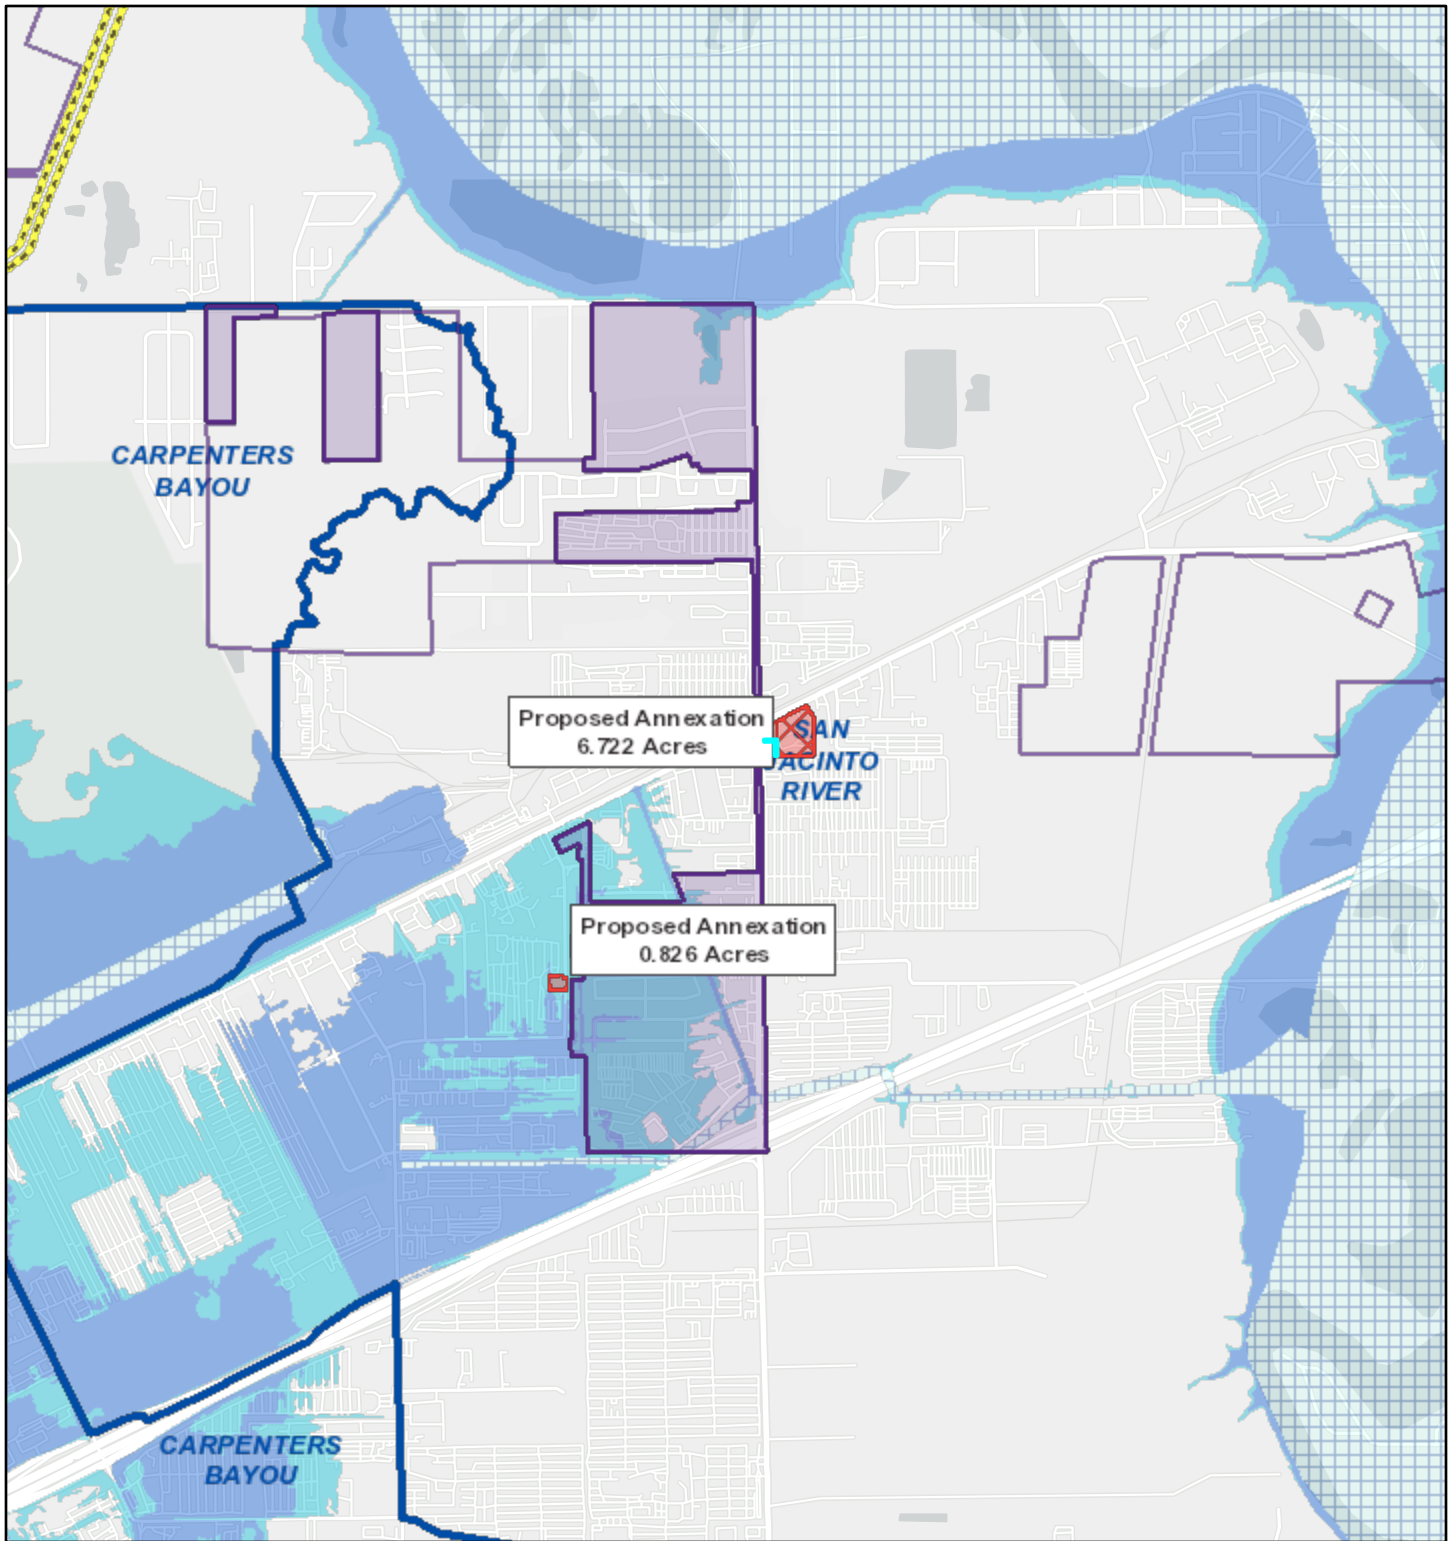 CARPENTERS
BAYOU
Proposed Annexation
6.722 Acres
SAN
JACINTO
RIVER
Proposed Annexation
0.826 Acres
CARPENTERS
BAYOU